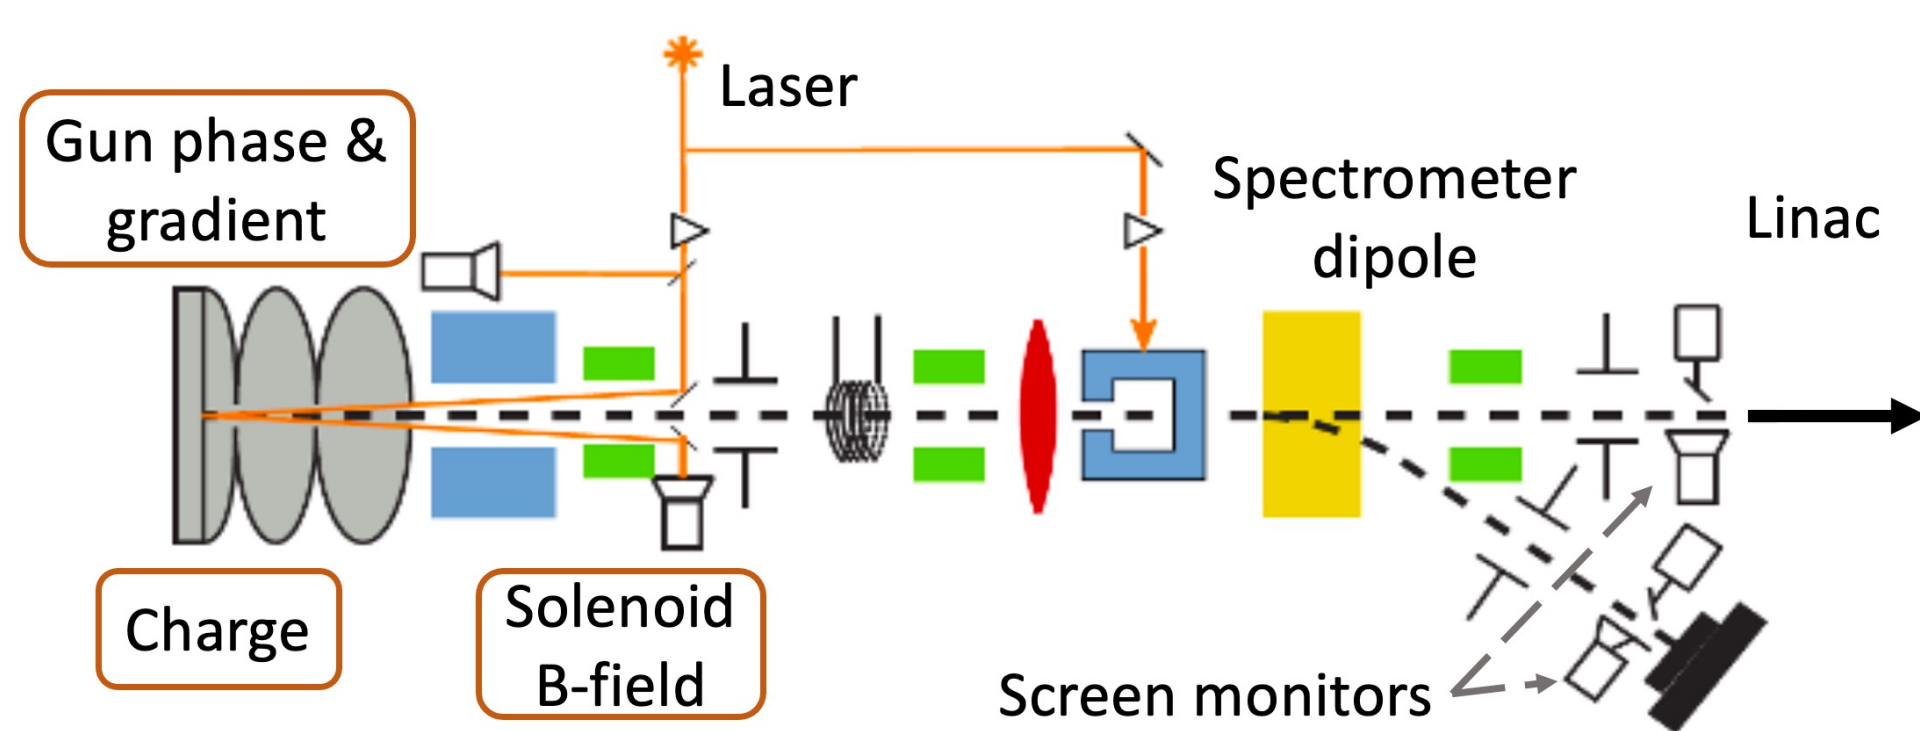 Laser
Gun phase &
gradient
Spectrometer
dipole
Linac
Charge
Solenoid
B-field
Screen monitors